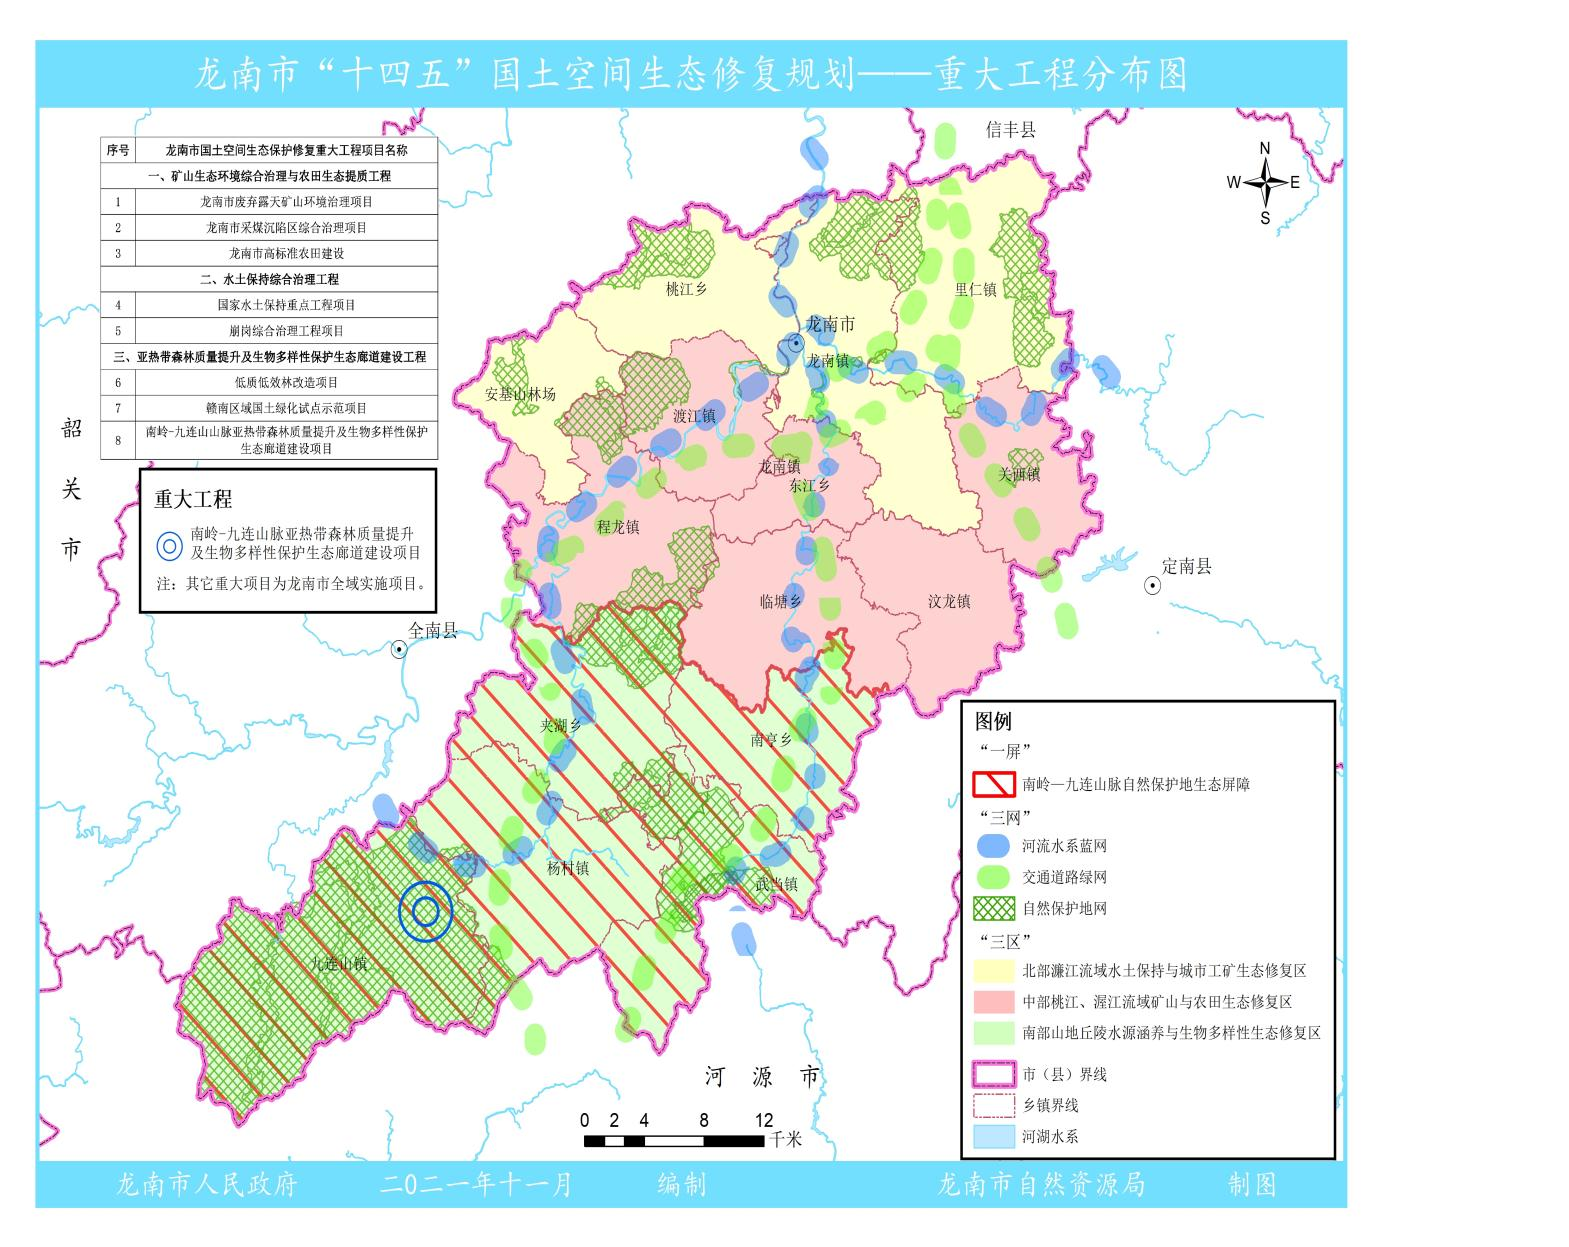 龙南市“十四五”国土空间生态修复规划——重大工程分布图
序号 龙南市国土空间生态保护修复重大工程项目名称
一、矿山生态环境综合治理与农田生态提质工程
1 龙南市废弃露天矿山环境治理项目
2 龙南市采煤沉陷区综合治理项目
3 龙南市高标准农田建设
二、水土保持综合治理工程
4 国家水土保持重点工程项目
5 崩岗综合治理工程项目
三、亚热带森林质量提升及生物多样性保护生态廊道建设工程
6 低质低效林改造项目
7 赣南区域国土绿化试点示范项目
8 南岭-九连山山脉亚热带森林质量提升及生物多样性保护
生态廊道建设项目
重大工程
南岭-九连山脉亚热带森林质量提升
及生物多样性保护生态廊道建设项目
注：其它重大项目为龙南市全域实施项目。
信丰县
N
W E
S
桃江乡
里仁镇
龙南市
龙南镇
安基山林场
渡江镇
龙南镇
东江乡
关西镇
程龙镇
临塘乡
汶龙镇
韶
关
市
定南县
全南县
夹湖乡
南亨乡
杨村镇
武当镇
九连山镇
河源市
0 2 4 8 12
千米
图例
“一屏”
南岭—九连山脉自然保护地生态屏障
“三网”
河流水系蓝网
交通道路绿网
自然保护地网
“三区”
北部濂江流域水土保持与城市工矿生态修复区
中部桃江、渥江流域矿山与农田生态修复区
南部山地丘陵水源涵养与生物多样性生态修复区
市（县）界线
乡镇界线
河湖水系
龙南市人民政府 二〇二一年十一月 编制 龙南市自然资源局 制图